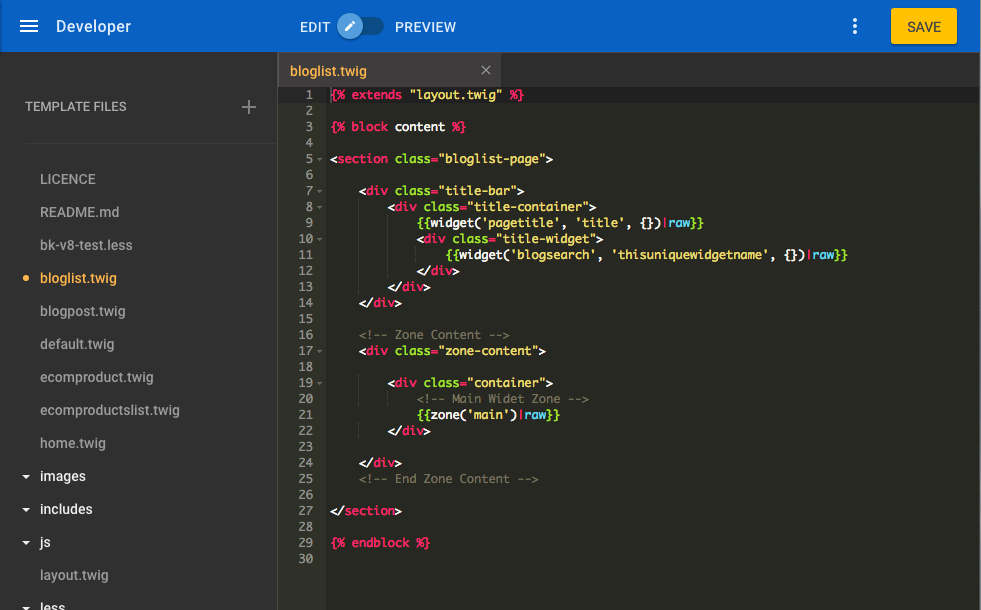 Developer
EDIT PREVIEW
SAVE
TEMPLATE FILES
LICENCE
README.md
bk-v8-test.less
bloglist.twig
blogpost.twig
default.twig
ecomproduct.twig
ecomproductslist.twig
home.twig
images
includes
js
layout.twig
less
bloglist.twig
1 {% extends "layout.twig" %}
2
3 {% block content %}
4
5 <section class="bloglist-page">
6
7     <div class="title-bar">
8         <div class="title-container">
9             {{widget('pagetitle', 'title', {})|raw}}
10             <div class="title-widget">
11                 {{widget('blogsearch', 'thisuniquewidgetname', {})|raw}}
12             </div>
13         </div>
14     </div>
15
16     <!-- Zone Content -->
17     <div class="zone-content">
18
19         <div class="container">
20             <!-- Main Widet Zone -->
21             {{zone('main')|raw}}
22         </div>
23
24     </div>
25     <!-- End Zone Content -->
26
27 </section>
28
29 {% endblock %}
30